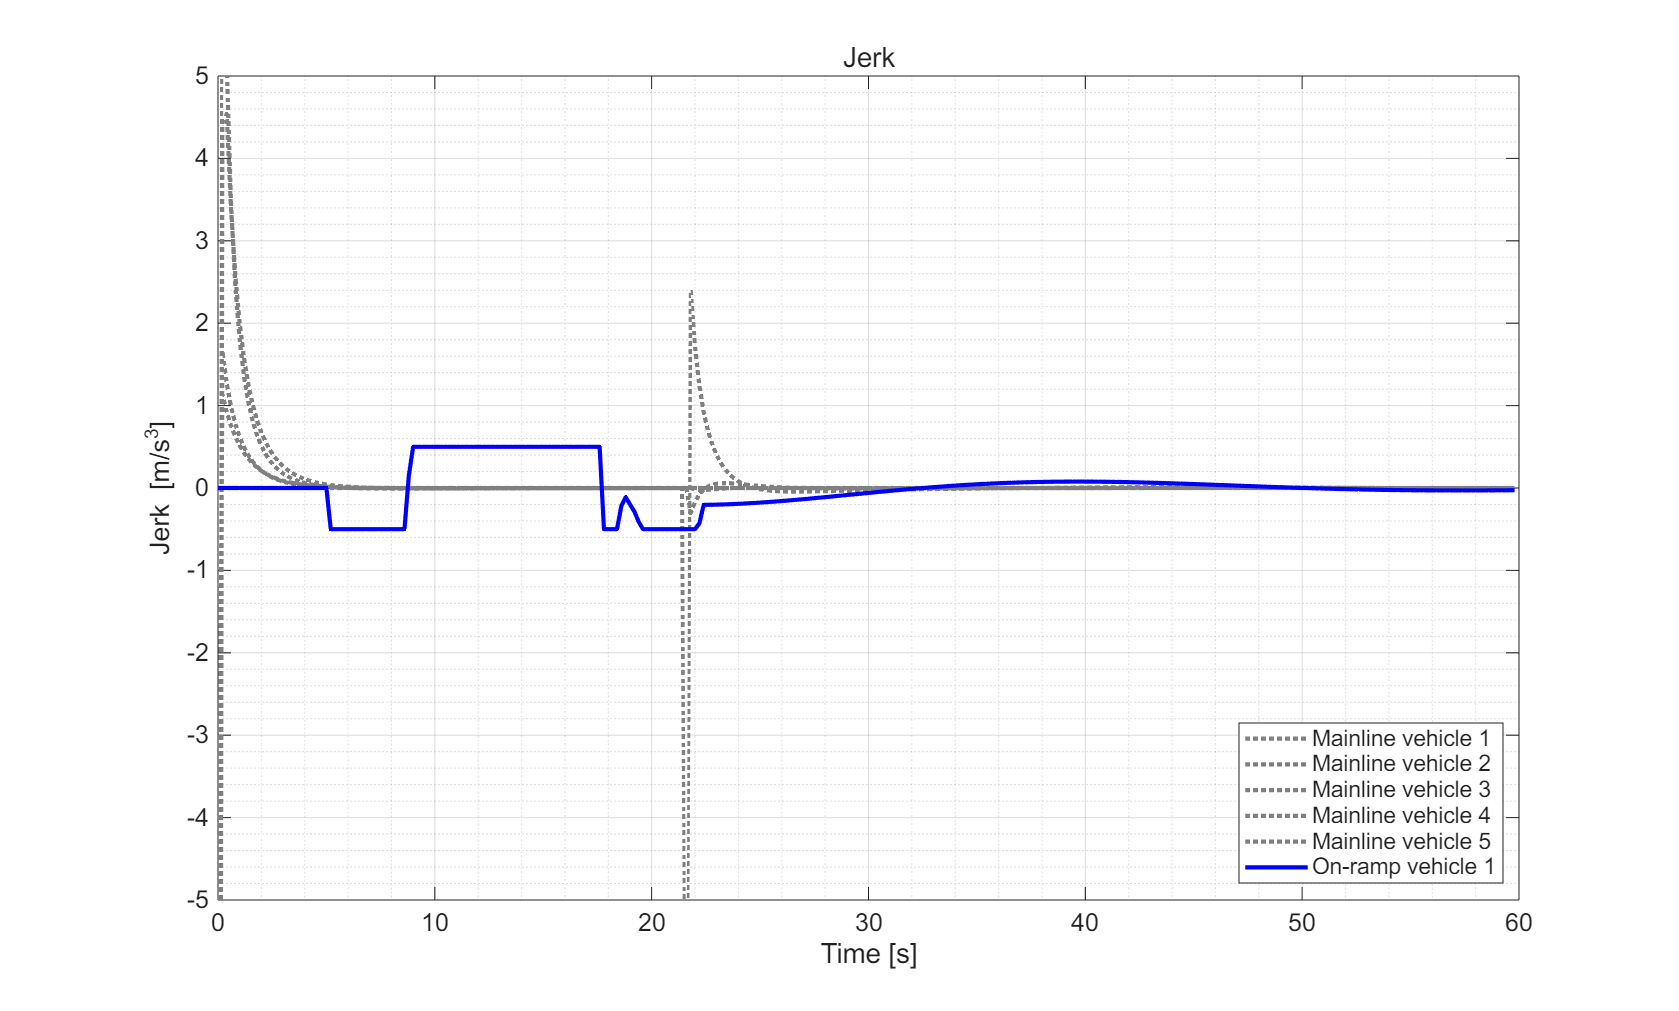 Jerk
5
4
3
2
1
0
-1
-2
-3
-4
-5
Jerk [m/s³]
0 10 20 30 40 50 60
Time [s]
Mainline vehicle 1
Mainline vehicle 2
Mainline vehicle 3
Mainline vehicle 4
Mainline vehicle 5
On-ramp vehicle 1